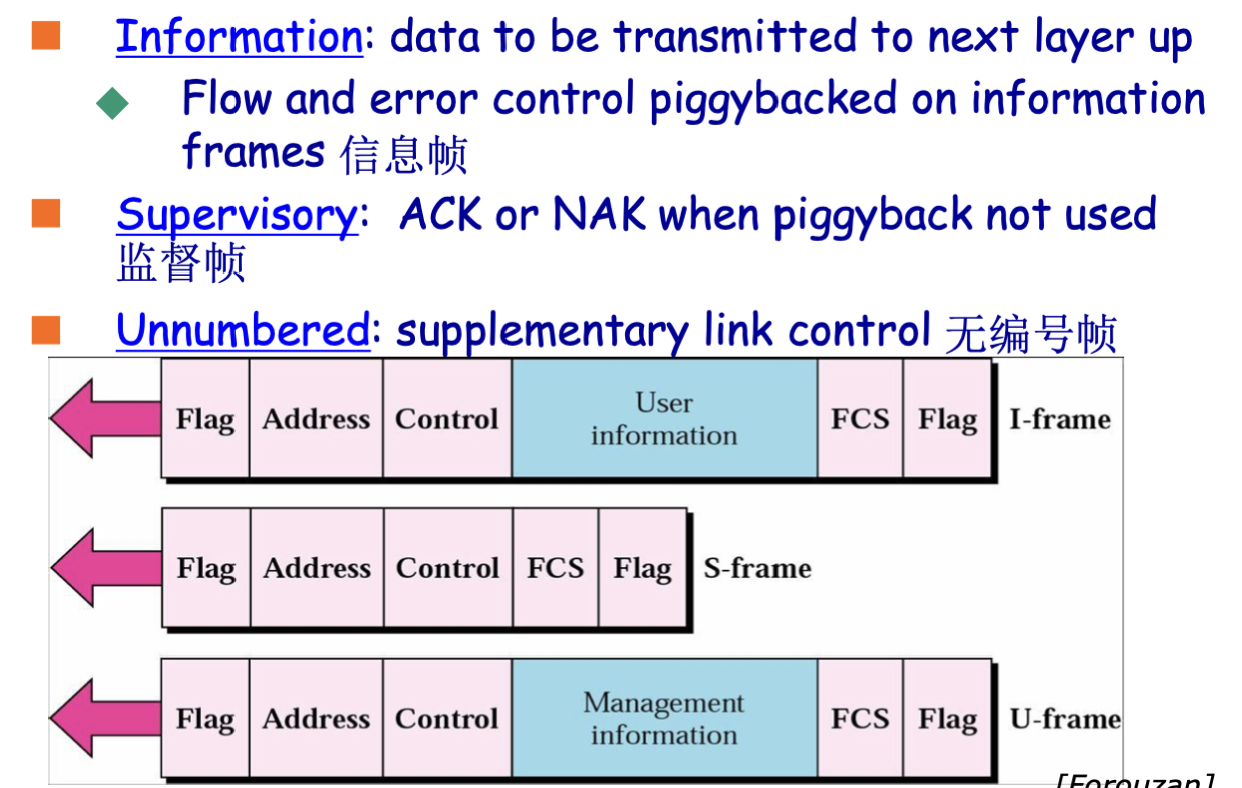 Information: data to be transmitted to next layer up
Flow and error control piggybacked on information
frames 信息帧
Supervisory: ACK or NAK when piggyback not used
监督帧
Unnumbered: supplementary link control 无编号帧
Flag Address Control User information FCS Flag I-frame
Flag Address Control FCS Flag S-frame
Flag Address Control Management information FCS Flag U-frame
[Forouzan]